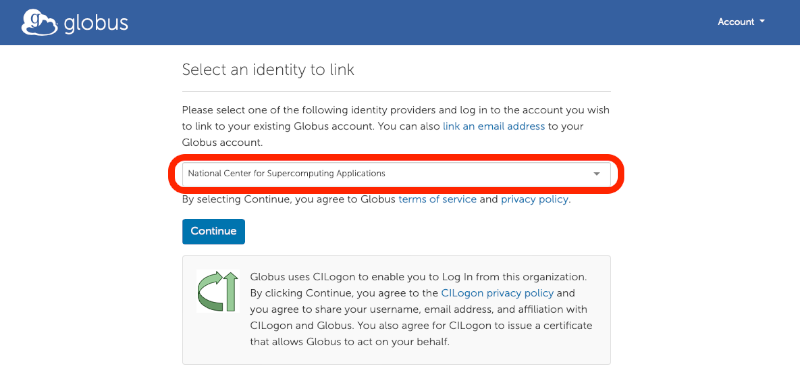 globus
Account
Select an identity to link
Please select one of the following identity providers and log in to the account you wish
to link to your existing Globus account. You can also link an email address to your
Globus account.
National Center for Supercomputing Applications
By selecting Continue, you agree to Globus terms of service and privacy policy.
Continue
Globus uses CILogon to enable you to Log In from this organization.
By clicking Continue, you agree to the CILogon privacy policy and
you agree to share your username, email address, and affiliation with
CILogon and Globus. You also agree for CILogon to issue a certificate
that allows Globus to act on your behalf.